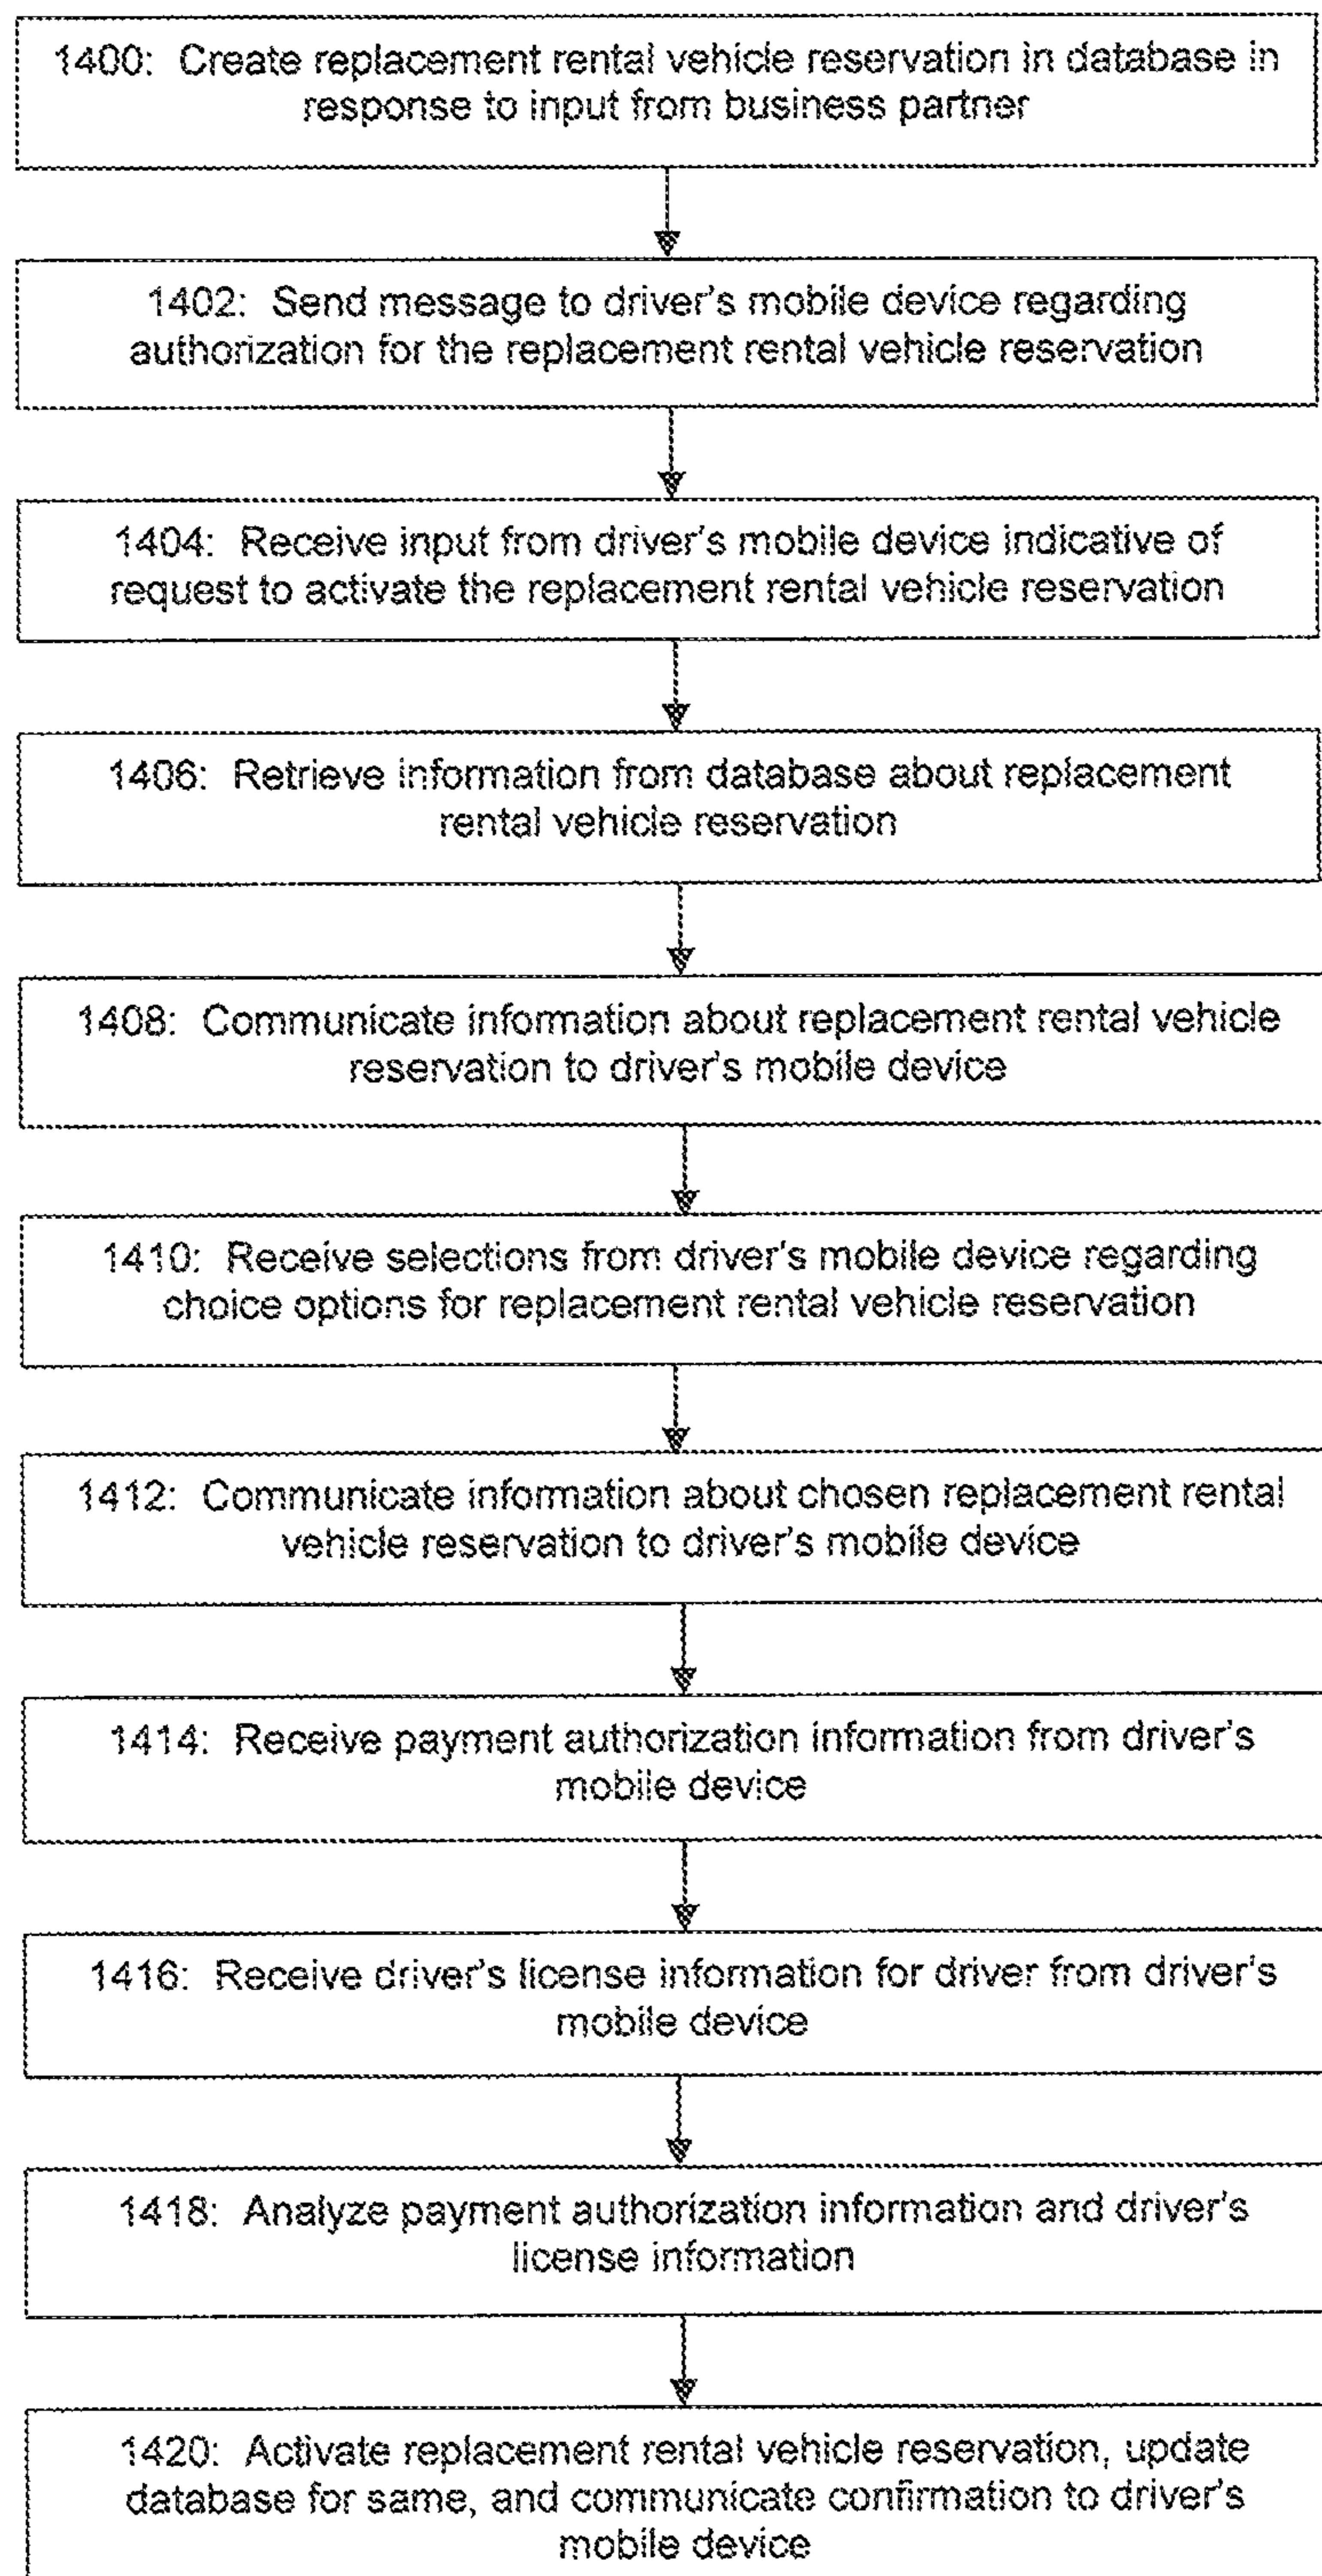 1400: Create replacement rental vehicle reservation in database in
response to input from business partner
1402: Send message to driver's mobile device regarding
authorization for the replacement rental vehicle reservation
1404: Receive input from driver's mobile device indicative of
request to activate the replacement rental vehicle reservation
1406: Retrieve information from database about replacement
rental vehicle reservation
1408: Communicate information about replacement rental vehicle
reservation to driver's mobile device
1410: Receive selections from driver's mobile device regarding
choice options for replacement rental vehicle reservation
1412: Communicate information about chosen replacement rental
vehicle reservation to driver's mobile device
1414: Receive payment authorization information from driver's
mobile device
1416: Receive driver's license information for driver from driver's
mobile device
1418: Analyze payment authorization information and driver's
license information
1420: Activate replacement rental vehicle reservation, update
database for same, and communicate confirmation to driver's
mobile device